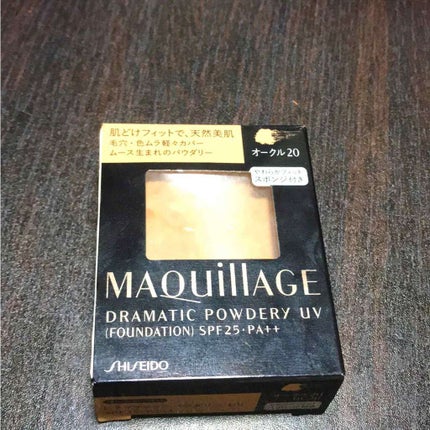 肌どけフィットで、天然美肌
毛穴・色ムラ軽々カバー
ムース生まれのパウダリー
オークル20
やわらかフィット
スポンジ付き
MAQuillAGE
DRAMATIC POWDERY UV
(FOUNDATION) SPF25・PA++
SHISEIDO